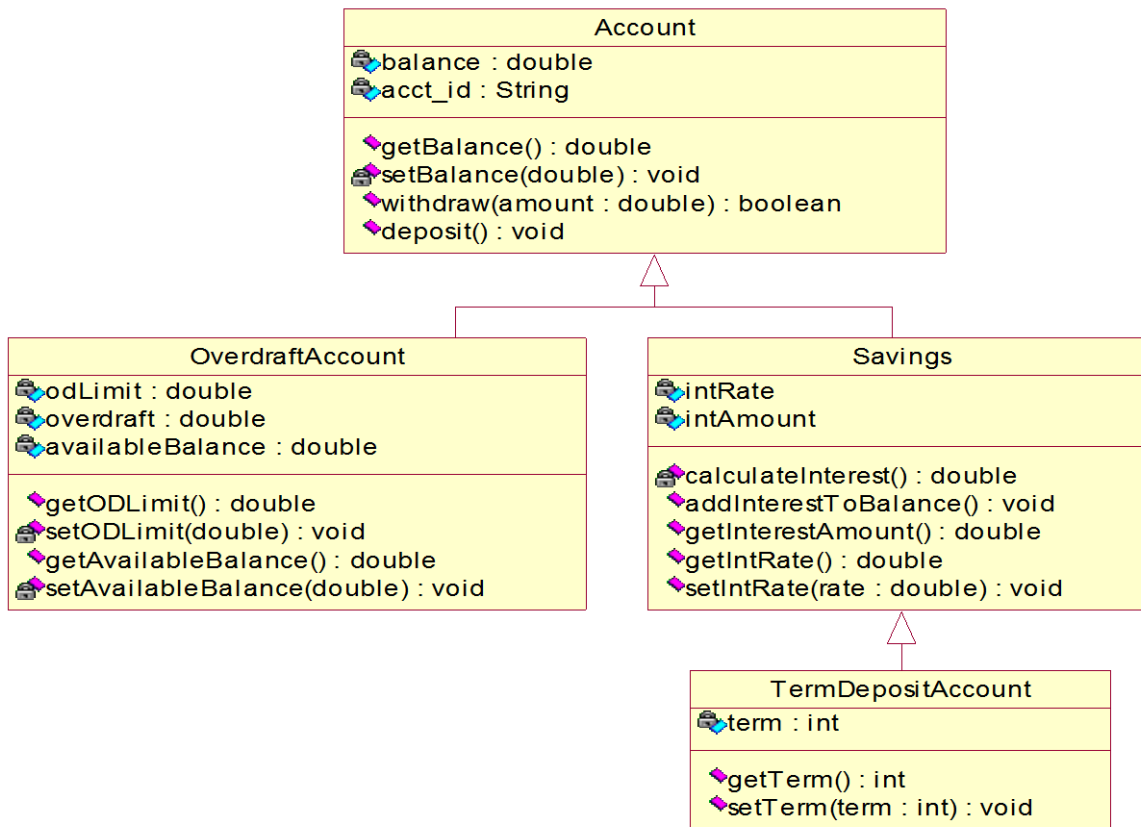 Account
balance : double
acct_id : String
getBalance() : double
setBalance(double) : void
withdraw(amount : double) : boolean
deposit() : void
OverdraftAccount
odLimit : double
overdraft : double
availableBalance : double
getODLimit() : double
setODLimit(double) : void
getAvailableBalance() : double
setAvailableBalance(double) : void
Savings
intRate
intAmount
calculateInterest() : double
addInterestToBalance() : void
getInterestAmount() : double
getIntRate() : double
setIntRate(rate : double) : void
TermDepositAccount
term : int
getTerm() : int
setTerm(term : int) : void